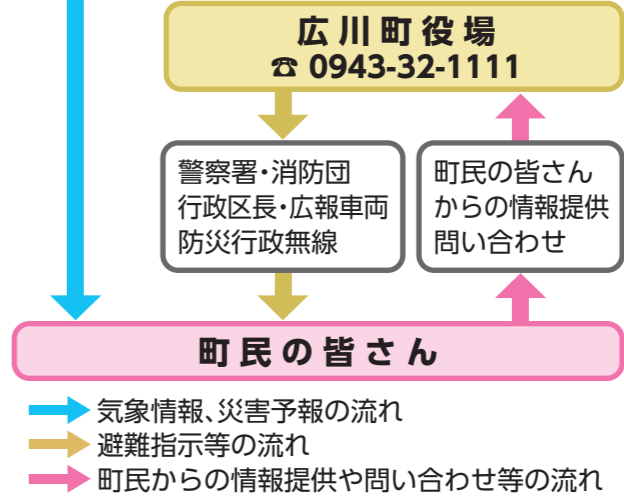 広川町役場
☎ 0943-32-1111
警察署・消防団
行政区長・広報車両
防災行政無線
町民の皆さん
からの情報提供
問い合わせ
町民の皆さん
気象情報、災害予報の流れ
避難指示等の流れ
町民からの情報提供や問い合わせ等の流れ